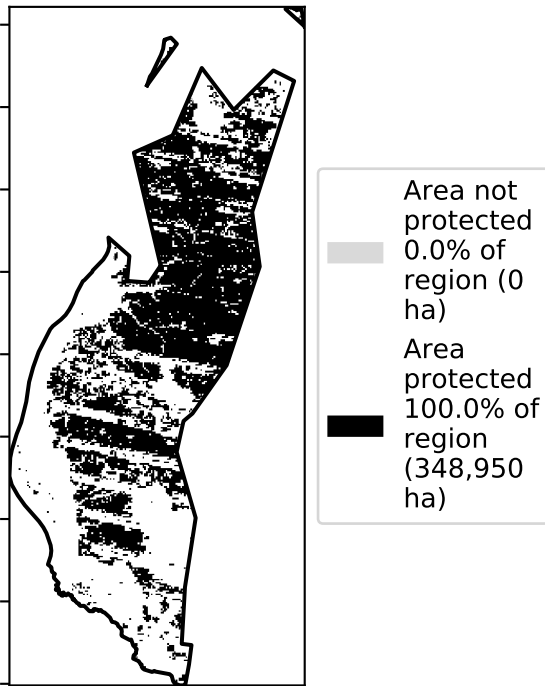 Area not
protected
0.0% of
region (0
ha)
Area
protected
100.0% of
region
(348,950
ha)